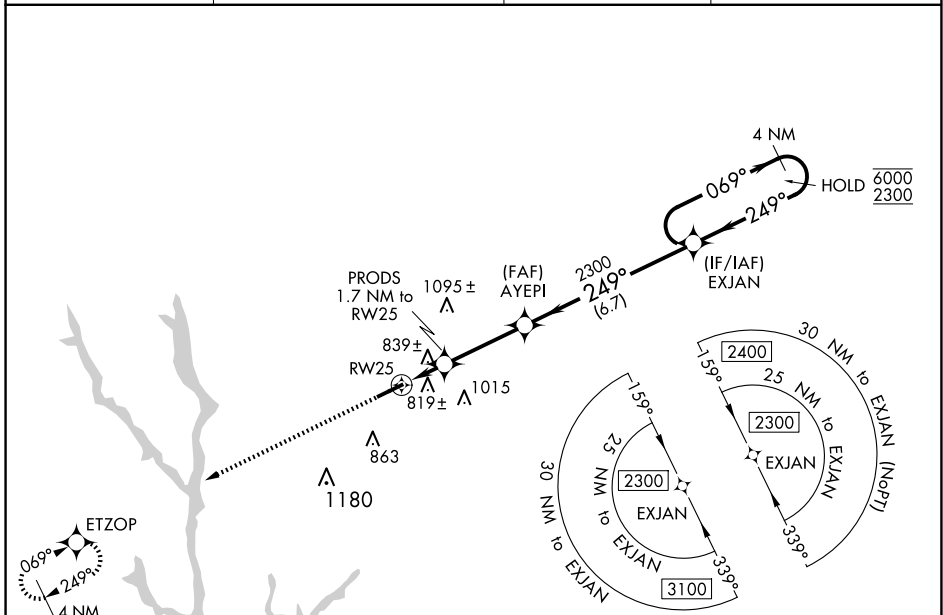 4 NM
069°
HOLD
6000
2300
249°
(IF/IAF)
EXJAN
2300
249°
(6.7)
(FAF)
AYEPI
PRODS
1.7 NM to
RW25
1095 ±
839 ±
RW25
819 ±
1015
863
1180
ETZOP
069°
249°
4 NM
30 NM to EXJAN (NoPT)
159°
2400
25 NM to EXJAN
2300
EXJAN
339°
159°
30 NM to EXJAN
25 NM to EXJAN
2300
EXJAN
339°
3100